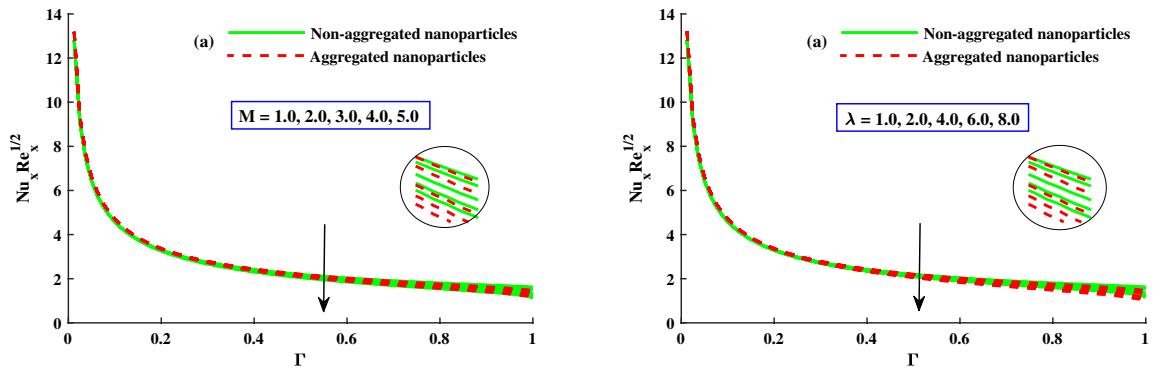 (a)
Non-aggregated nanoparticles
Aggregated nanoparticles
M = 1.0, 2.0, 3.0, 4.0, 5.0
14
12
10
8
6
4
2
0
Nu_x Re_x^{1/2}
0
0.2
0.4
0.6
0.8
1
Γ
(a)
Non-aggregated nanoparticles
Aggregated nanoparticles
λ = 1.0, 2.0, 4.0, 6.0, 8.0
14
12
10
8
6
4
2
0
Nu_x Re_x^{1/2}
0
0.2
0.4
0.6
0.8
1
Γ